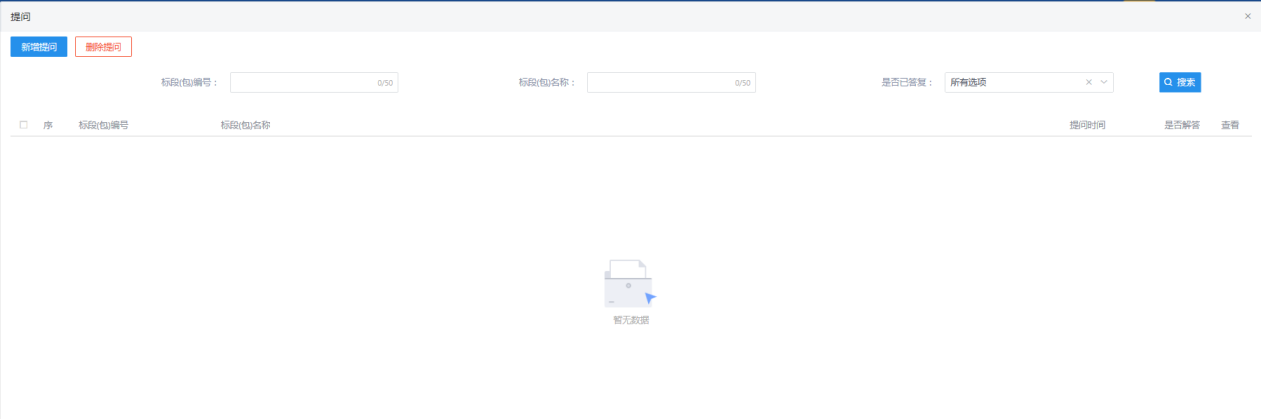 提问
新增提问 删除提问
标段(包)编号： 0/50 标段(包)名称： 0/50 是否已答复： 所有选项 搜索
序 标段(包)编号 标段(包)名称 提问时间 是否解答 查看
暂无数据